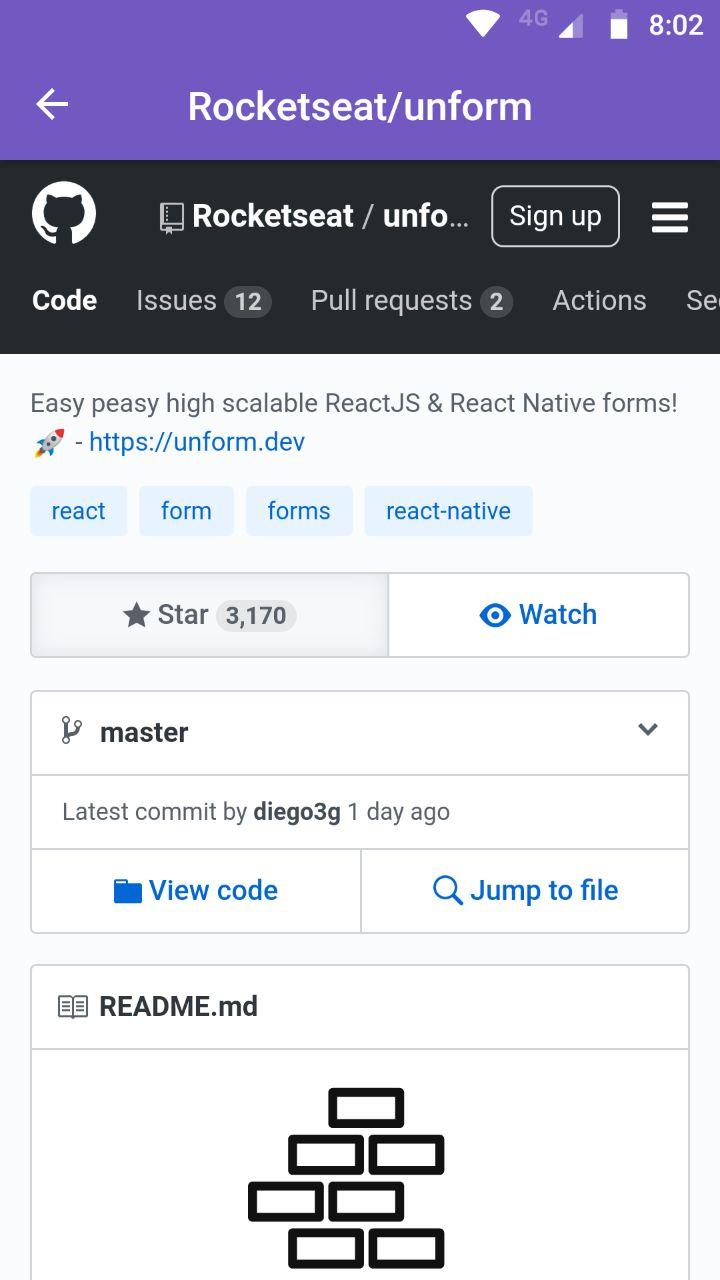 4G 8:02
Rocketseat/unform
Rocketseat / unfo... Sign up
Code Issues 12 Pull requests 2 Actions Se
Easy peasy high scalable ReactJS & React Native forms!
🚀 - https://unform.dev
react form forms react-native
Star 3,170 Watch
master
Latest commit by diego3g 1 day ago
View code Jump to file
README.md